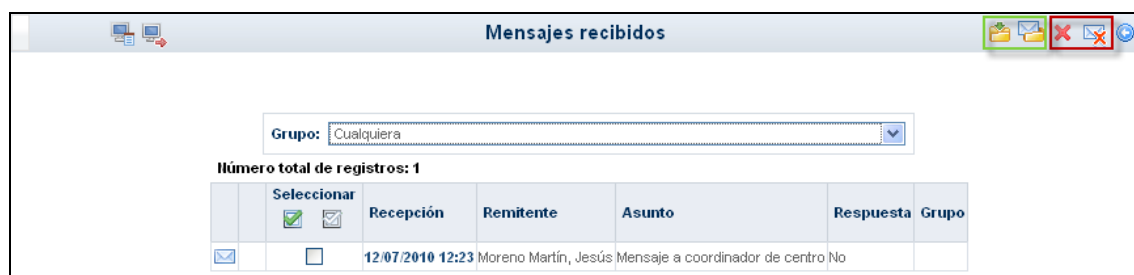 Mensajes recibidos
Grupo: Cualquiera
Número total de registros: 1
Seleccionar Recepción Remitente Asunto Respuesta Grupo
12/07/2010 12:23 Moreno Martín, Jesús Mensaje a coordinador de centro No